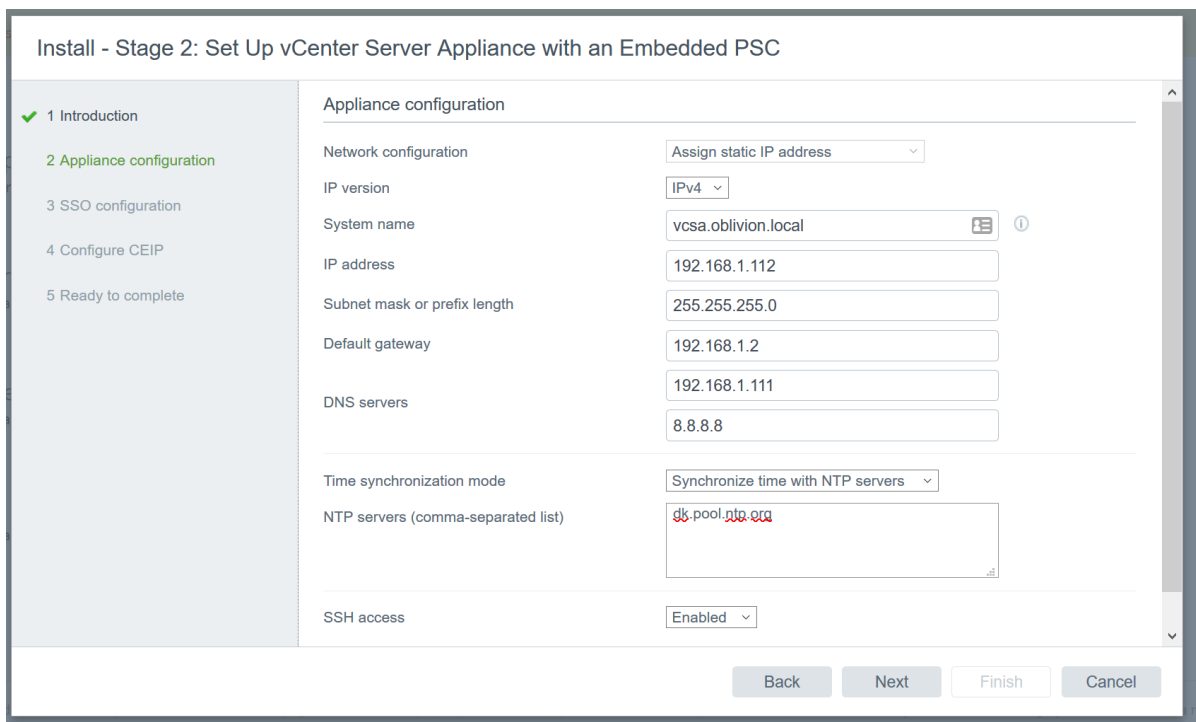 Install - Stage 2: Set Up vCenter Server Appliance with an Embedded PSC
1 Introduction
2 Appliance configuration
3 SSO configuration
4 Configure CEIP
5 Ready to complete
Appliance configuration
Network configuration Assign static IP address
IP version IPv4
System name vcsa.oblivion.local
IP address 192.168.1.112
Subnet mask or prefix length 255.255.255.0
Default gateway 192.168.1.2
DNS servers 192.168.1.111
8.8.8.8
Time synchronization mode Synchronize time with NTP servers
NTP servers (comma-separated list) dk.pool.ntp.org
SSH access Enabled
Back Next Finish Cancel